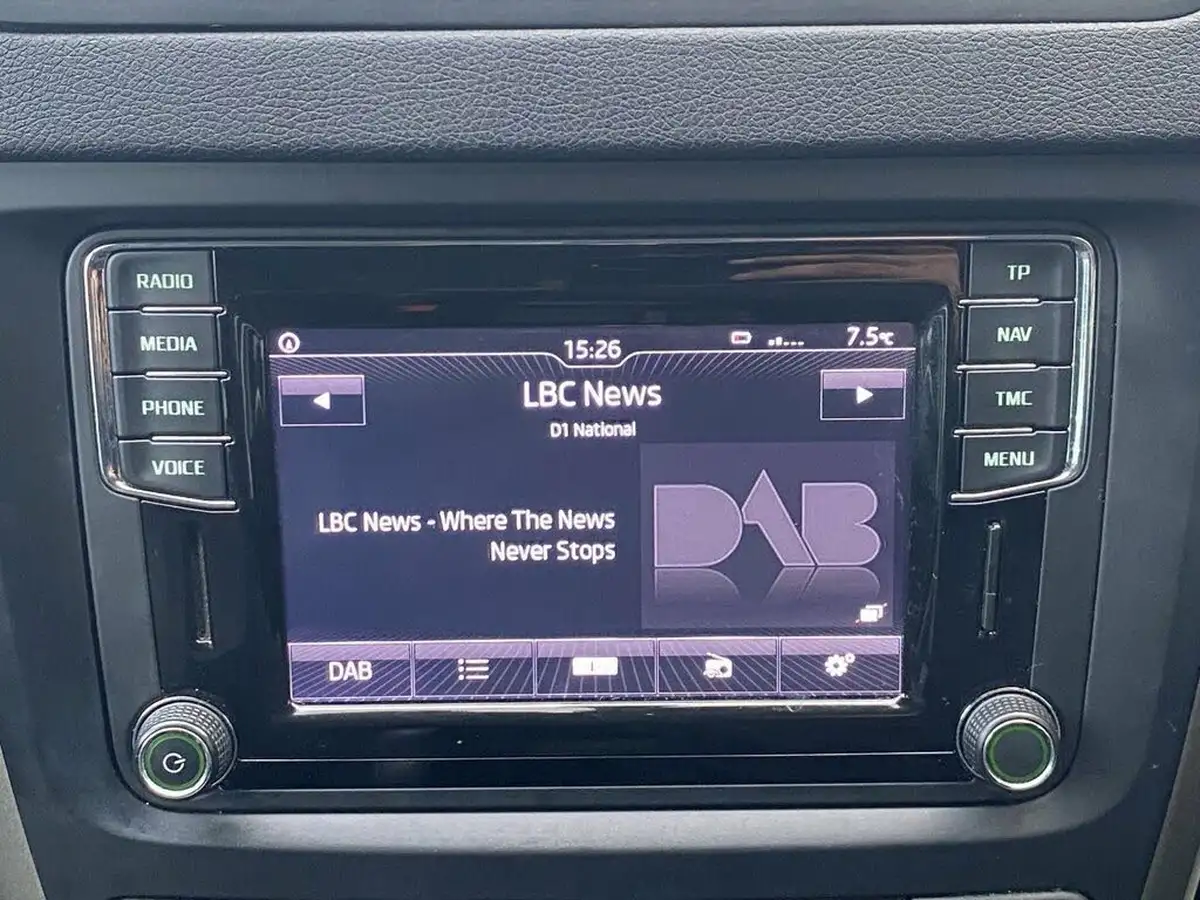 RADIO
MEDIA
PHONE
VOICE
TP
NAV
TMC
MENU
15:26
7.5°C
LBC News
D1 National
LBC News - Where The News
Never Stops
DAB
DAB